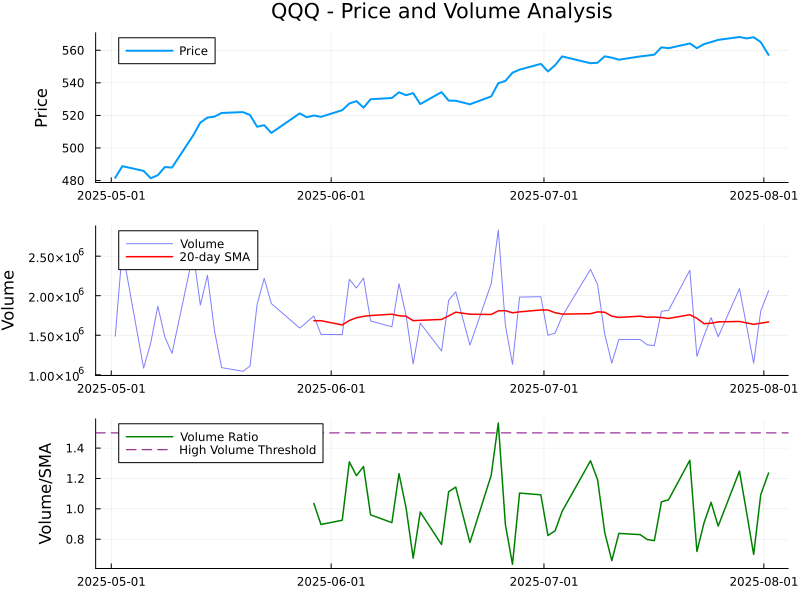 QQQ - Price and Volume Analysis
Price
560
540
520
500
480
Price
2025-05-01 2025-06-01 2025-07-01 2025-08-01
Volume
20-day SMA
2.50×10⁶
2.00×10⁶
1.50×10⁶
1.00×10⁶
Volume
2025-05-01 2025-06-01 2025-07-01 2025-08-01
Volume Ratio
High Volume Threshold
1.4
1.2
1.0
0.8
Volume/SMA
2025-05-01 2025-06-01 2025-07-01 2025-08-01